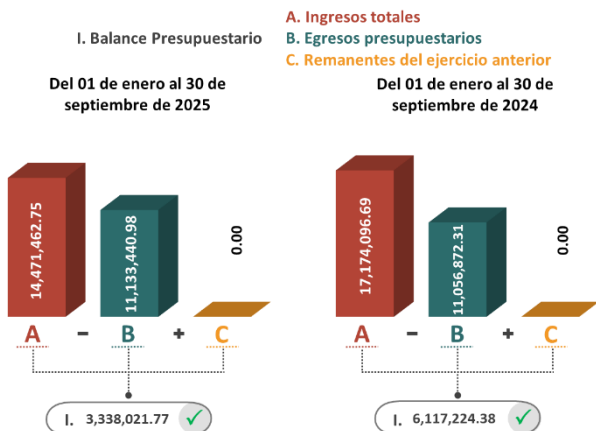 A. Ingresos totales
I. Balance Presupuestario
B. Egresos presupuestarios
C. Remanentes del ejercicio anterior
Del 01 de enero al 30 de
septiembre de 2025
14,471,462.75
11,133,440.98
0.00
A - B + C
I. 3,338,021.77 ✓
Del 01 de enero al 30 de
septiembre de 2024
17,174,096.69
11,056,872.31
0.00
A - B + C
I. 6,117,224.38 ✓